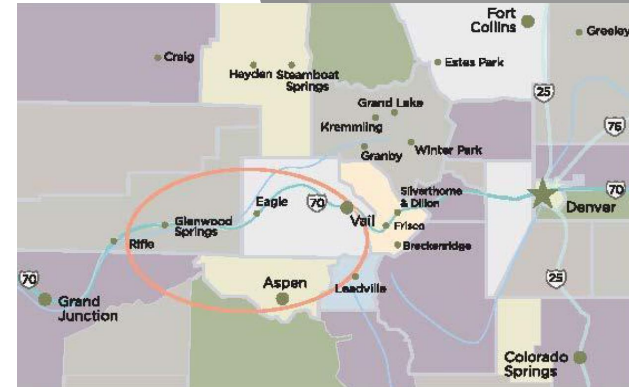 Fort
Collins
Greeley
Craig
Hayden Steamboat
Springs
Estes Park
25
Grand Lake
Kremmling
76
Granby
Winter Park
Silverthorne
& Dillon
70
Denver
Eagle
70
Vail
Glenwood
Springs
Frisco
Rifle
Breckenridge
70
Aspen
Leadville
25
Grand
Junction
Colorado
Springs